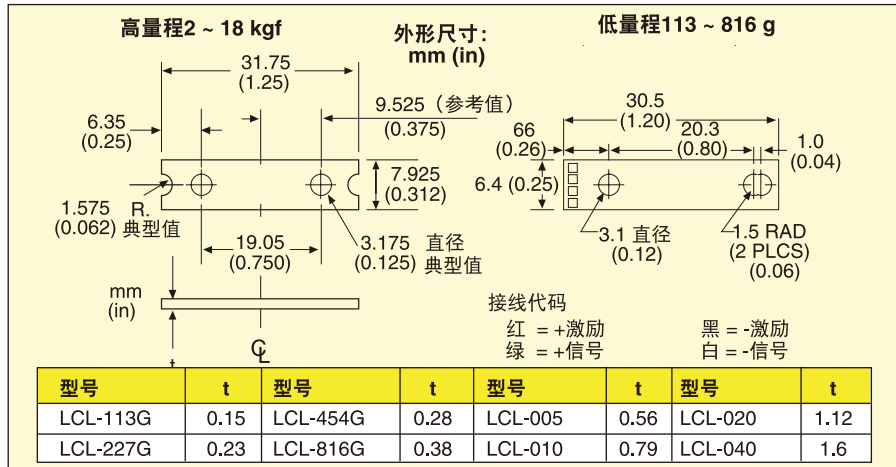 高量程2 ~ 18 kgf
外形尺寸：
mm (in)
低量程113 ~ 816 g
31.75
(1.25)
6.35
(0.25)
9.525（参考值）
(0.375)
7.925
(0.312)
1.575
(0.062)
R.
典型值
19.05
(0.750)
3.175
(0.125)
直径
典型值
mm
(in)
t
℄
30.5
(1.20)
66
(0.26)
20.3
(0.80)
1.0
(0.04)
6.4 (0.25)
3.1 直径
(0.12)
1.5 RAD
(2 PLCS)
(0.06)
接线代码
红 = +激励 黑 = -激励
绿 = +信号 白 = -信号
型号 t 型号 t 型号 t 型号 t
LCL-113G 0.15 LCL-454G 0.28 LCL-005 0.56 LCL-020 1.12
LCL-227G 0.23 LCL-816G 0.38 LCL-010 0.79 LCL-040 1.6